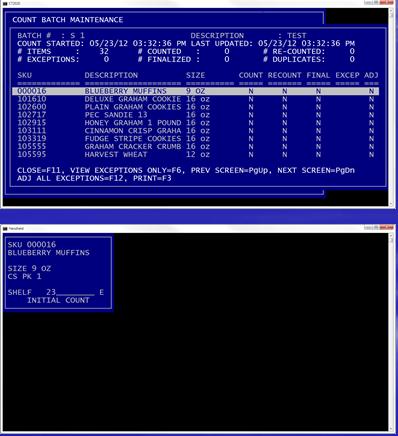 CT2020
COUNT BATCH MAINTENANCE
BATCH # : S 1 DESCRIPTION : TEST
COUNT STARTED: 05/23/12 03:32:36 PM LAST UPDATED: 05/23/12 03:32:36 PM
# ITEMS : 32 # COUNTED : 0 # RE-COUNTED: 0
# EXCEPTIONS: 0 # FINALIZED : 0 # DUPLICATES: 0
SKU DESCRIPTION SIZE COUNT RECOUNT FINAL EXCEP ADJ
000016 BLUEBERRY MUFFINS 9 OZ N N N N
101610 DELUXE GRAHAM COOKIE 16 oz N N N N
102600 PLAIN GRAHAM COOKIES 16 oz N N N N
102717 PEC SANDIE 13 16 oz N N N N
102915 HONEY GRAHAM 1 POUND 16 oz N N N N
103111 CINNAMON CRISP GRAHA 16 oz N N N N
103319 FUDGE STRIPE COOKIES 16 oz N N N N
105555 GRAHAM CRACKER CRUMB 16 oz N N N N
105595 HARVEST WHEAT 12 oz N N N N
CLOSE=F11, VIEW EXCEPTIONS ONLY=F6, PREV SCREEN=PgUp, NEXT SCREEN=PgDn
ADJ ALL EXCEPTIONS=F12, PRINT=F3
SKU 000016
BLUEBERRY MUFFINS
SIZE 9 OZ
CS PK 1
SHELF 23________ E
INITIAL COUNT